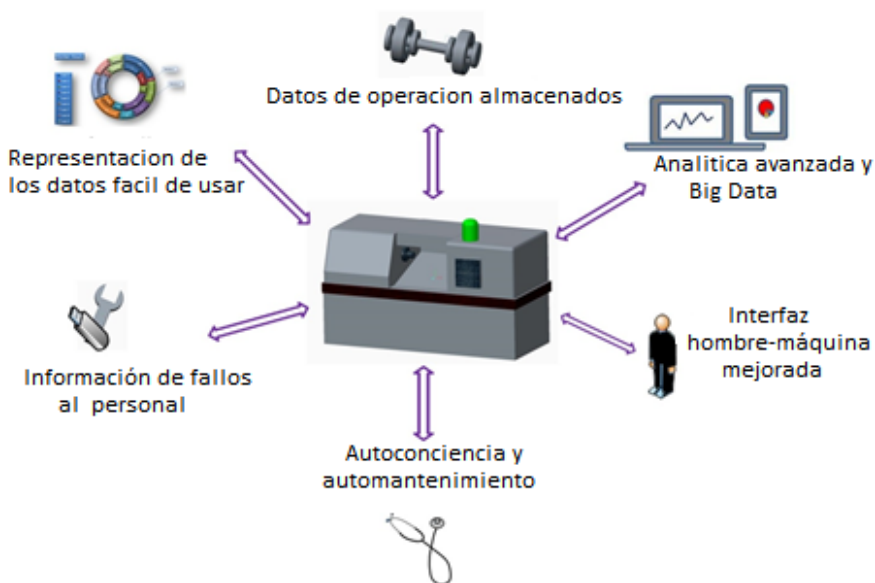 Datos de operacion almacenados
Representacion de
los datos facil de usar
Analitica avanzada y
Big Data
Información de fallos
al personal
Interfaz
hombre-máquina
mejorada
Autoconciencia y
automantenimiento